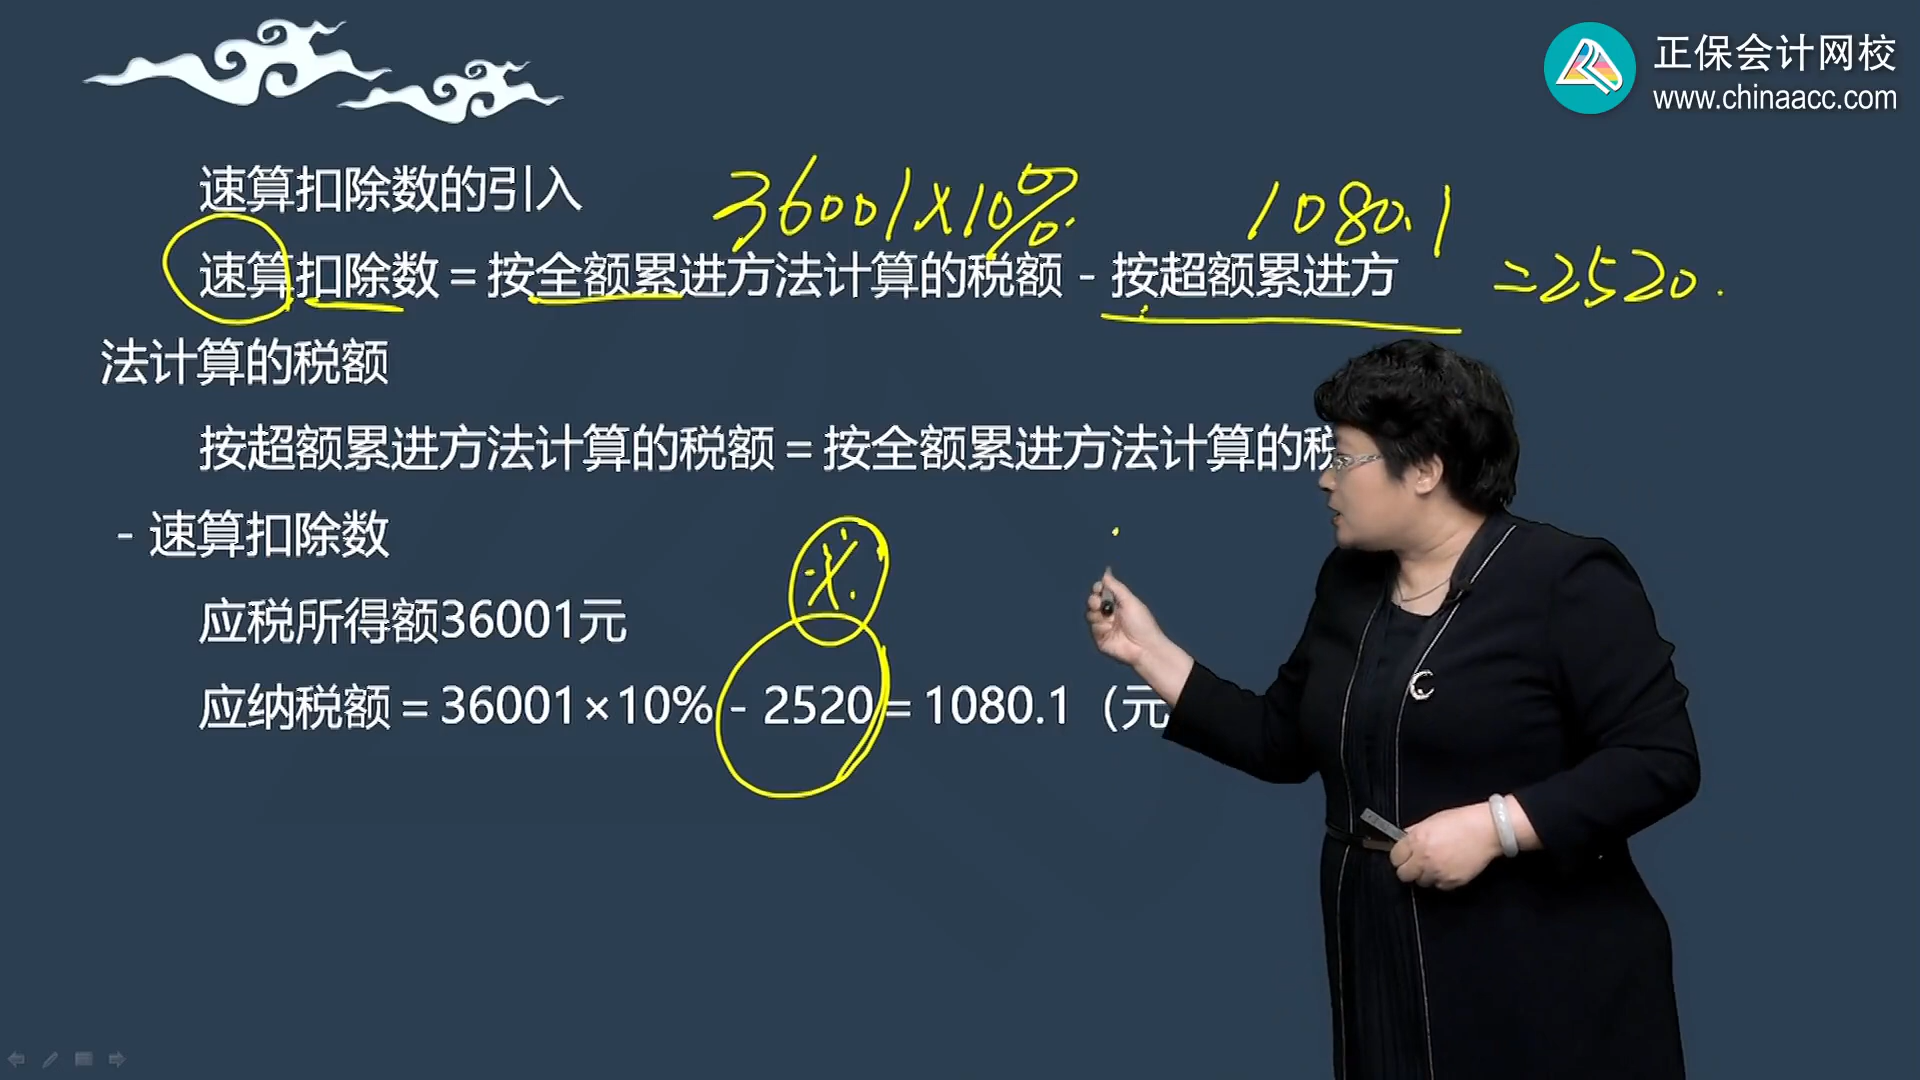 正保会计网校
www.chinaacc.com
速算扣除数的引入
36001×10% 1080.1
速算扣除数=按全额累进方法计算的税额-按超额累进方
=2520.
法计算的税额
按超额累进方法计算的税额=按全额累进方法计算的税
-速算扣除数
应税所得额36001元
应纳税额=36001×10%-2520=1080.1(元